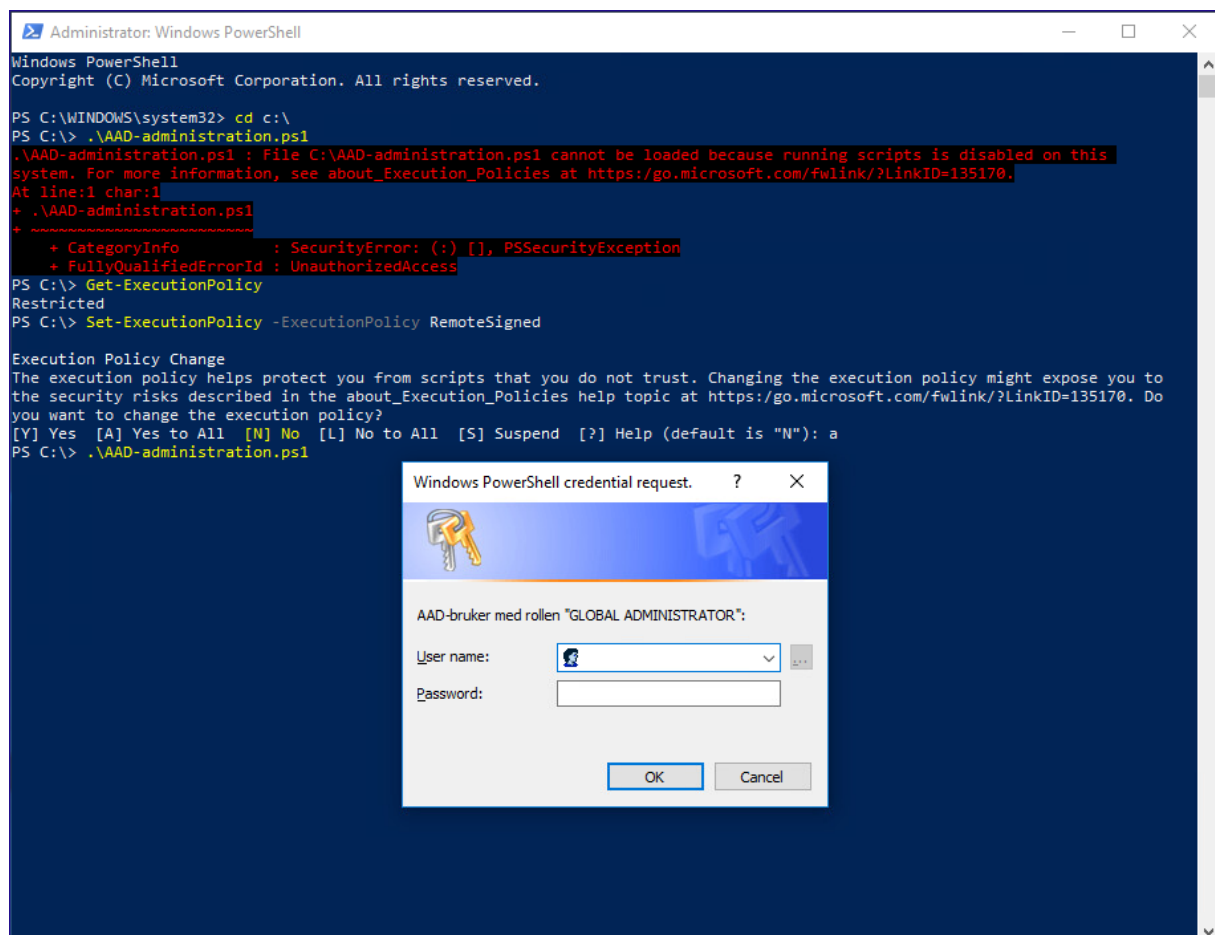 Administrator: Windows PowerShell
Windows PowerShell
Copyright (C) Microsoft Corporation. All rights reserved.
PS C:\WINDOWS\system32> cd c:\
PS C:\> .\AAD-administration.ps1
.\AAD-administration.ps1 : File C:\AAD-administration.ps1 cannot be loaded because running scripts is disabled on this
system. For more information, see about_Execution_Policies at https:/go.microsoft.com/fwlink/?LinkID=135170.
At line:1 char:1
+ .\AAD-administration.ps1
+ ~~~~~~~~~~~~~~~~~~~~~~~~
    + CategoryInfo          : SecurityError: (:) [], PSSecurityException
    + FullyQualifiedErrorId : UnauthorizedAccess
PS C:\> Get-ExecutionPolicy
Restricted
PS C:\> Set-ExecutionPolicy -ExecutionPolicy RemoteSigned
Execution Policy Change
The execution policy helps protect you from scripts that you do not trust. Changing the execution policy might expose you to
the security risks described in the about_Execution_Policies help topic at https:/go.microsoft.com/fwlink/?LinkID=135170. Do
you want to change the execution policy?
[Y] Yes  [A] Yes to All  [N] No  [L] No to All  [S] Suspend  [?] Help (default is "N"): a
PS C:\> .\AAD-administration.ps1
Windows PowerShell credential request. ?
AAD-bruker med rollen "GLOBAL ADMINISTRATOR":
User name:
...
Password:
OK Cancel